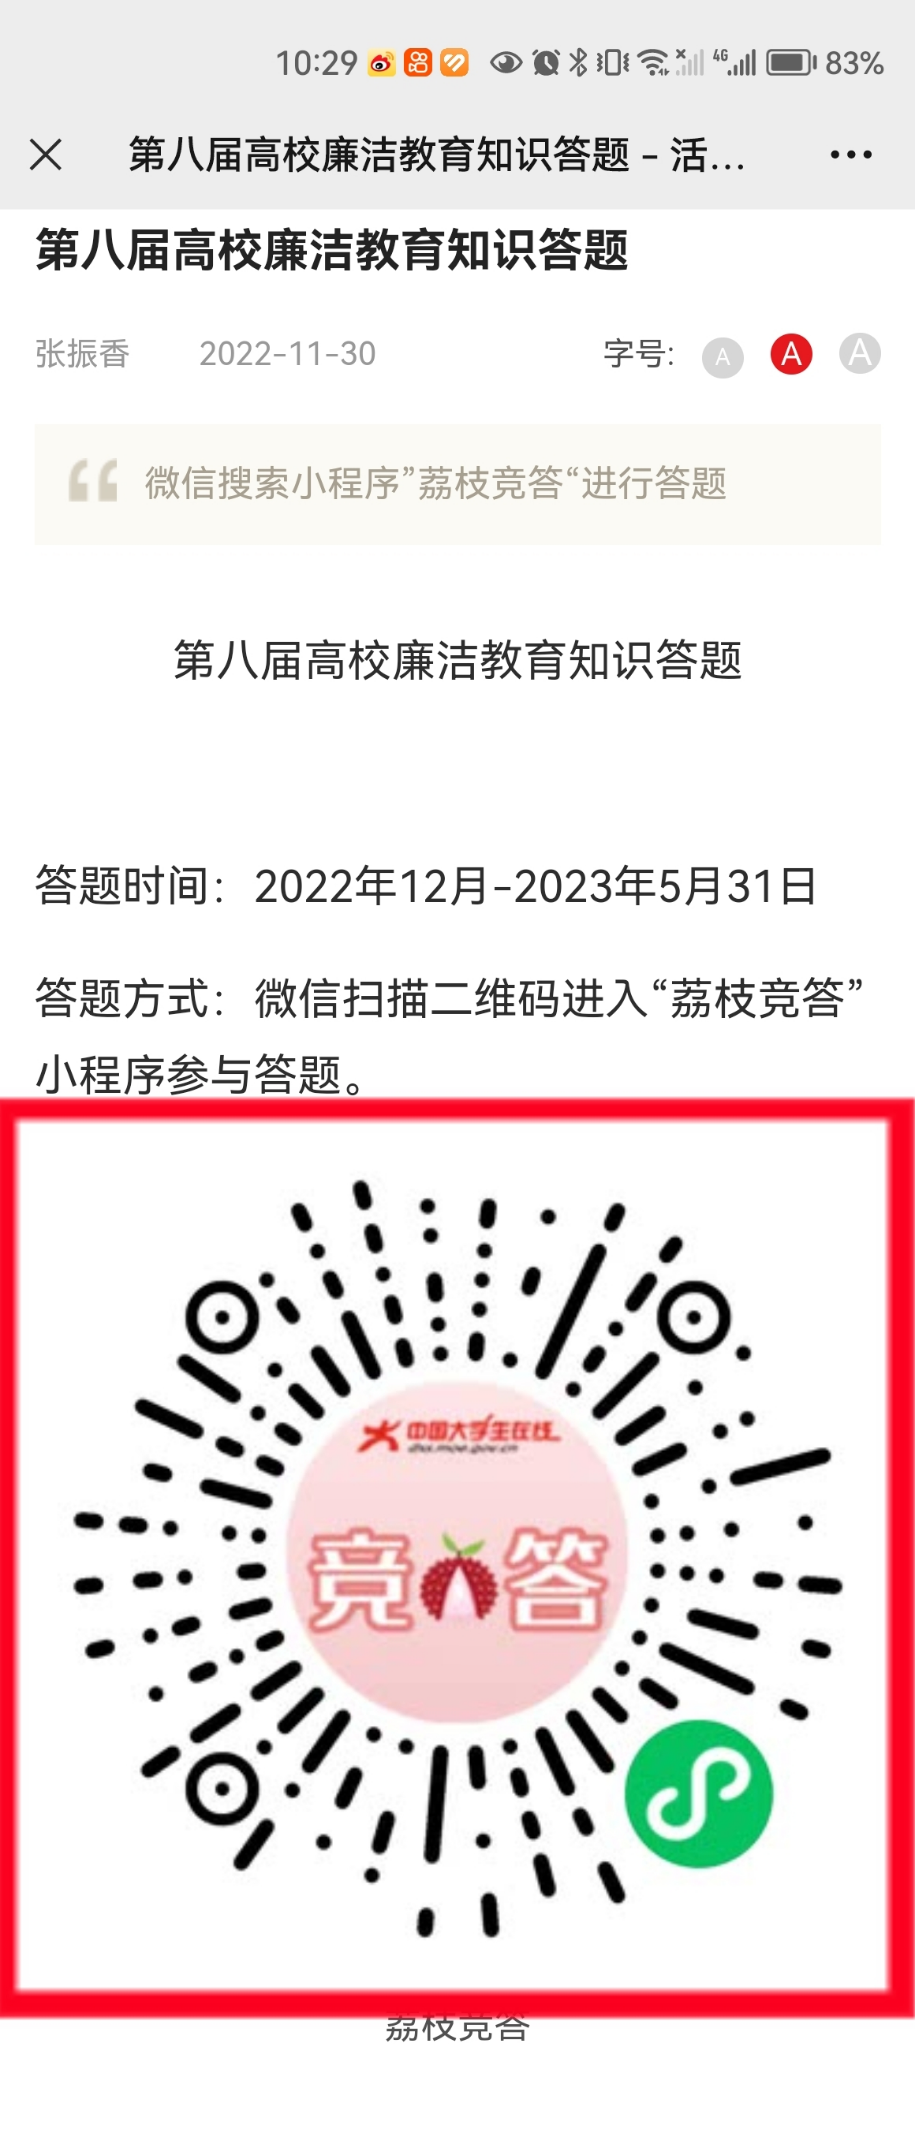 10:29 4G 83%
第八届高校廉洁教育知识答题 - 活...
第八届高校廉洁教育知识答题
张振香 2022-11-30 字号: A A A
微信搜索小程序”荔枝竞答“进行答题
第八届高校廉洁教育知识答题
答题时间：2022年12月-2023年5月31日
答题方式：微信扫描二维码进入“荔枝竞答”
小程序参与答题。
中国大学生在线
竞答
荔枝竞答